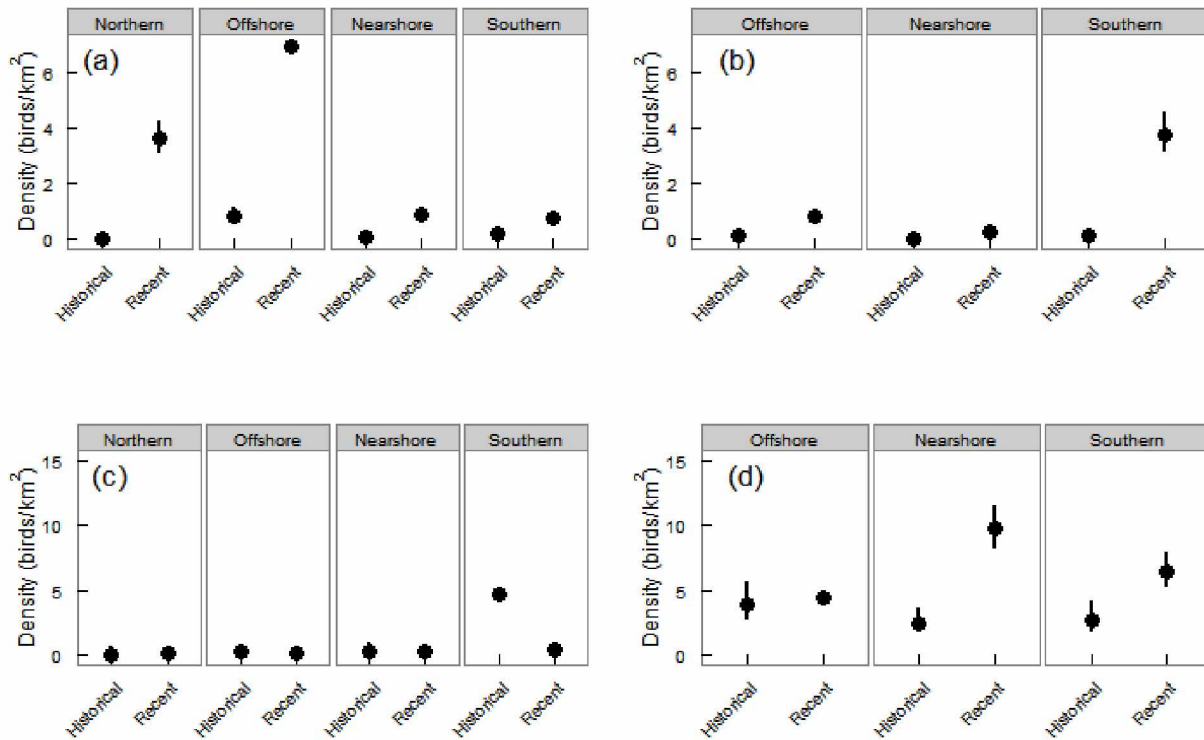 Northern Offshore Nearshore Southern
(a)
Density (birds/km²)
6
4
2
0
Historical Recent Historical Recent Historical Recent Historical Recent
Offshore Nearshore Southern
(b)
Density (birds/km²)
6
4
2
0
Historical Recent Historical Recent Historical Recent
Northern Offshore Nearshore Southern
(c)
Density (birds/km²)
15
10
5
0
Historical Recent Historical Recent Historical Recent Historical Recent
Offshore Nearshore Southern
(d)
Density (birds/km²)
15
10
5
0
Historical Recent Historical Recent Historical Recent